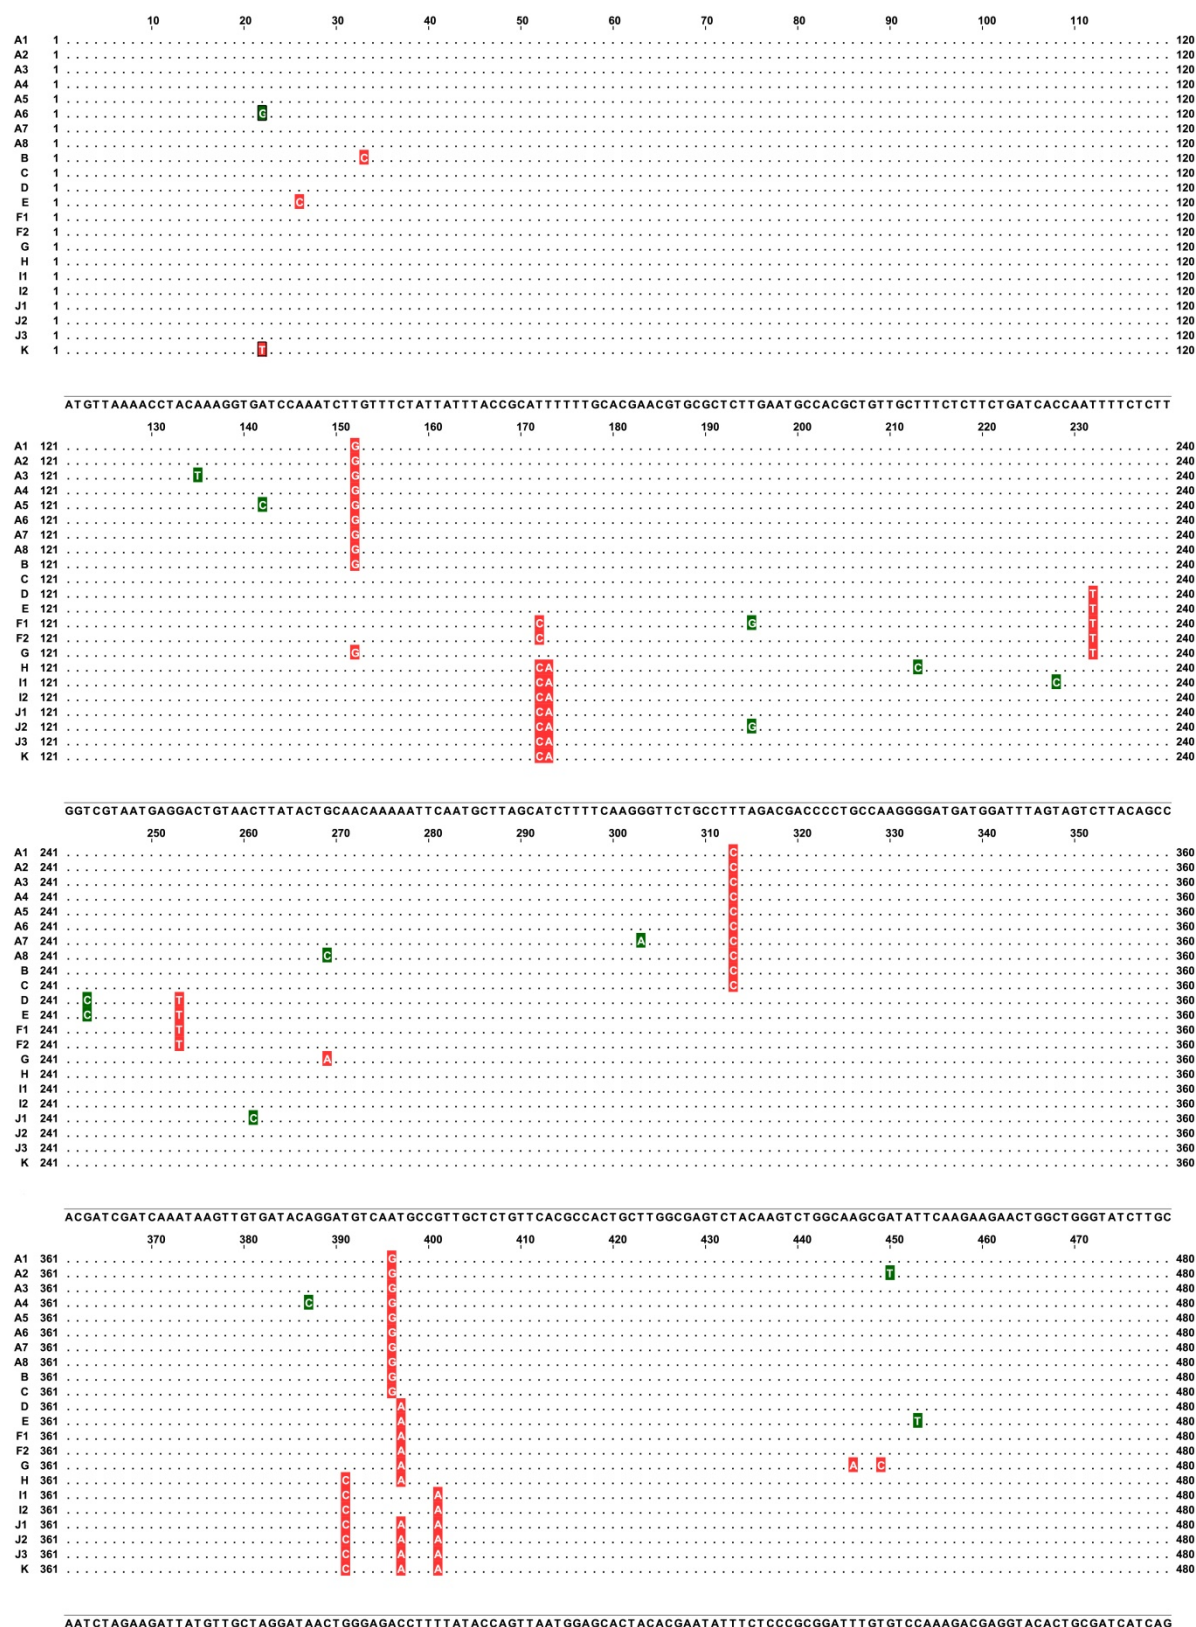 10 20 30 40 50 60 70 80 90 100 110
A1 1 120
A2 1 120
A3 1 120
A4 1 120
A5 1 120
A6 1 G 120
A7 1 120
A8 1 120
B 1 C 120
C 1 120
D 1 120
E 1 C 120
F1 1 120
F2 1 120
G 1 120
H 1 120
I1 1 120
I2 1 120
J1 1 120
J2 1 120
J3 1 120
K 1 T 120
ATGTTAAAACCTACAAAGGTGATCCAAATCTTGTTTCTATTATTTACCGCATTTTTTGCACGAACGTGCGCTCTTGAATGCCACGCTGTTGCTTTCTCTTCTGATCACCAATTTTCTCTT
130 140 150 160 170 180 190 200 210 220 230
A1 121 G 240
A2 121 G 240
A3 121 T G 240
A4 121 G 240
A5 121 C G 240
A6 121 G 240
A7 121 G 240
A8 121 G 240
B 121 G 240
C 121 240
D 121 T 240
E 121 T 240
F1 121 C G T 240
F2 121 C T 240
G 121 G T 240
H 121 CA C 240
I1 121 CA C 240
I2 121 CA 240
J1 121 CA 240
J2 121 CA G 240
J3 121 CA 240
K 121 CA 240
GGTCGTAATGAGGACTGTAACTTATACTGCAACAAAAATTCAATGCTTAGCATCTTTTCAAGGGTTCTGCCTTTAGACGACCCCTGCCAAGGGGATGATGGATTTAGTAGTCTTACAGCC
250 260 270 280 290 300 310 320 330 340 350
A1 241 C 360
A2 241 C 360
A3 241 C 360
A4 241 C 360
A5 241 C 360
A6 241 C 360
A7 241 A C 360
A8 241 C C 360
B 241 C 360
C 241 C 360
D 241 C T 360
E 241 C T 360
F1 241 T 360
F2 241 T 360
G 241 A 360
H 241 360
I1 241 360
I2 241 360
J1 241 C 360
J2 241 360
J3 241 360
K 241 360
ACGATCGATCAAATAAGTTGTGATACAGGATGTCAATGCCGTTGCTCTGTTCACGCCACTGCTTGGCGAGTCTACAAGTCTGGCAAGCGATATTCAAGAAGAACTGGCTGGGTATCTTGC
370 380 390 400 410 420 430 440 450 460 470
A1 361 G 480
A2 361 G T 480
A3 361 G 480
A4 361 C G 480
A5 361 G 480
A6 361 G 480
A7 361 G 480
A8 361 G 480
B 361 G 480
C 361 G 480
D 361 A 480
E 361 A T 480
F1 361 A 480
F2 361 A 480
G 361 A A C 480
H 361 C A 480
I1 361 C A 480
I2 361 C A 480
J1 361 C A A 480
J2 361 C A A 480
J3 361 C A A 480
K 361 C A A 480
AATCTAGAAGATTATGTTGCTAGGATAACTGGGAGACCTTTTATACCAGTTAATGGAGCACTACACGAATATTTCTCCCGCGGATTTGTGTCCAAAGACGAGGTACACTGCGATCATCAG